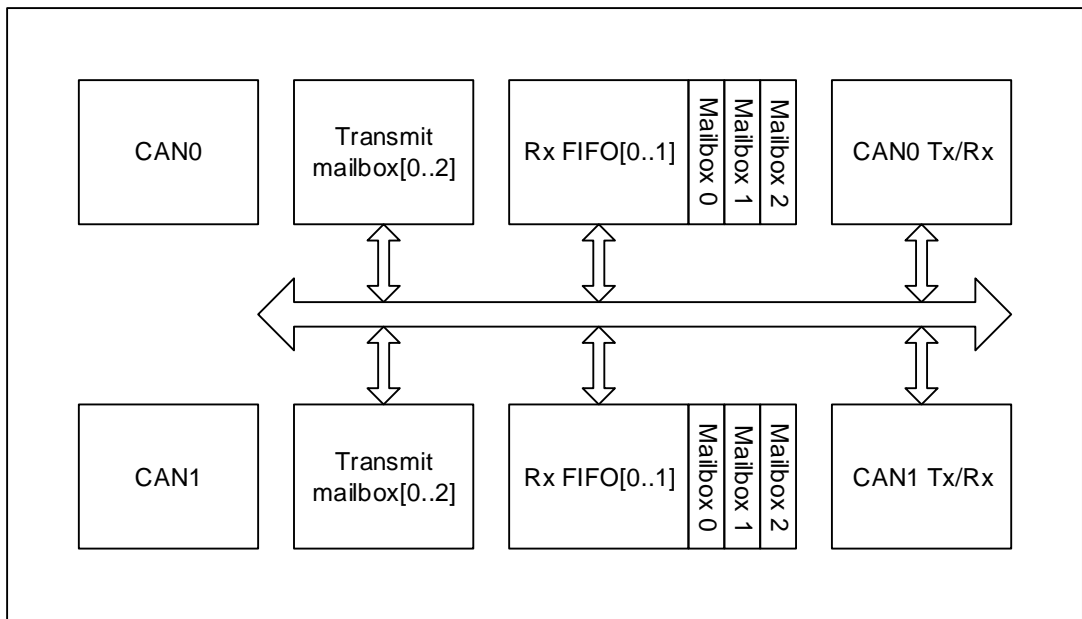 CAN0
Transmit
mailbox[0..2]
Rx FIFO[0..1]
Mailbox 0
Mailbox 1
Mailbox 2
CAN0 Tx/Rx
CAN1
Transmit
mailbox[0..2]
Rx FIFO[0..1]
Mailbox 0
Mailbox 1
Mailbox 2
CAN1 Tx/Rx